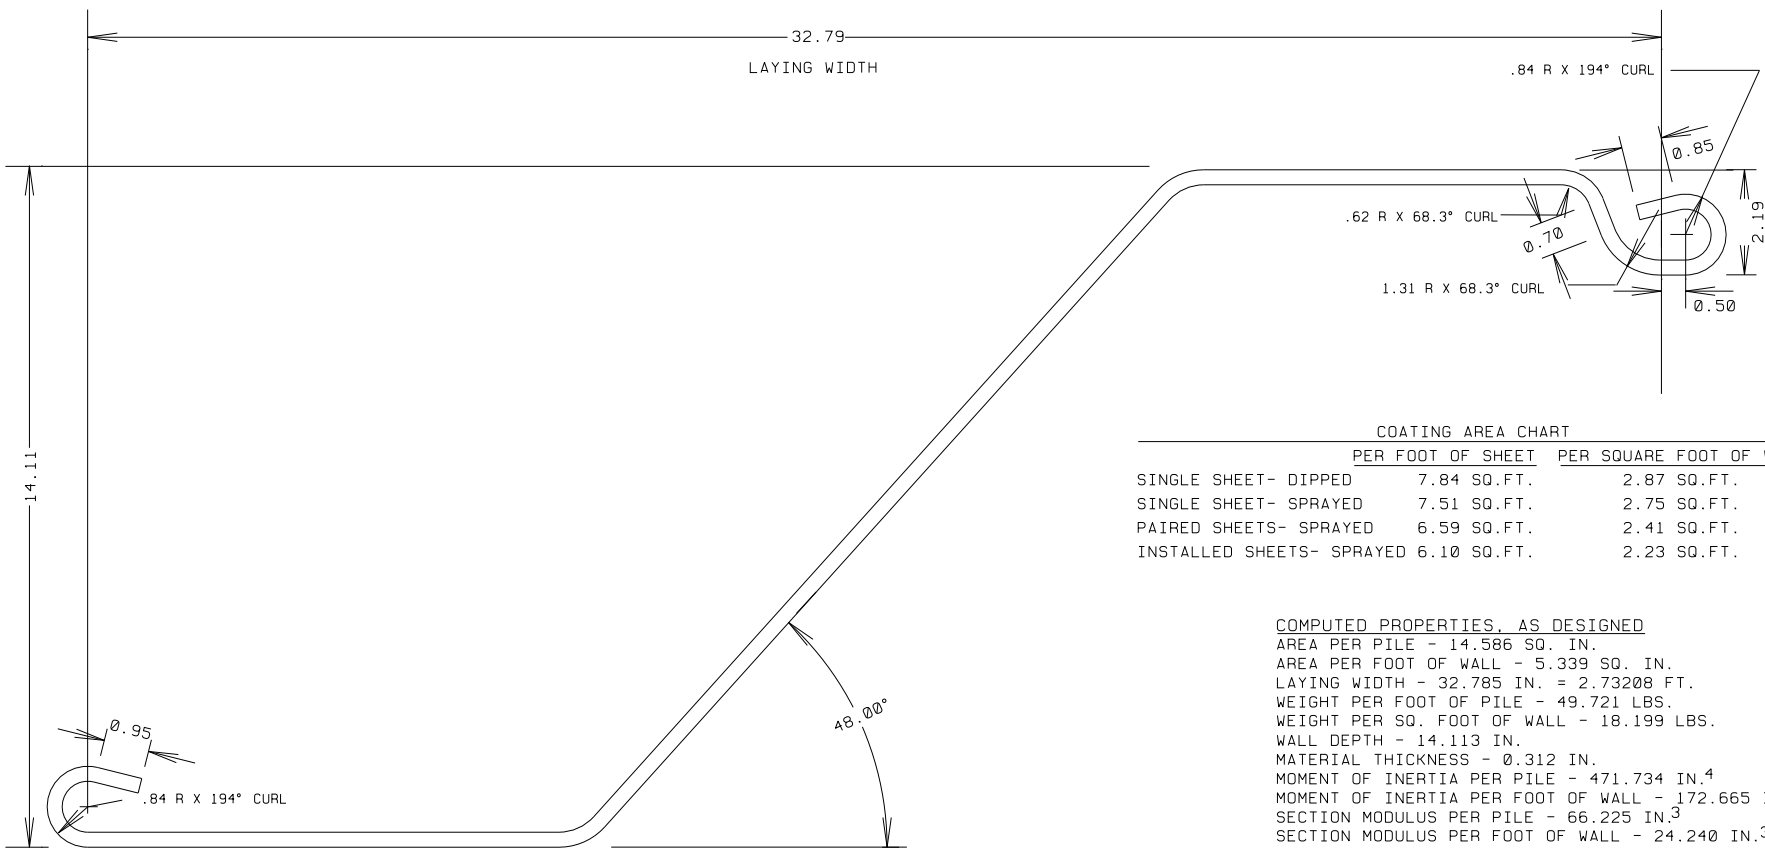 32.79
LAYING WIDTH
.84 R X 194° CURL
0.85
2.19
.62 R X 68.3° CURL
0.70
1.31 R X 68.3° CURL
0.50
14.11
48.00°
0.95
.84 R X 194° CURL
COATING AREA CHART
PER FOOT OF SHEET PER SQUARE FOOT OF
SINGLE SHEET- DIPPED 7.84 SQ.FT. 2.87 SQ.FT.
SINGLE SHEET- SPRAYED 7.51 SQ.FT. 2.75 SQ.FT.
PAIRED SHEETS- SPRAYED 6.59 SQ.FT. 2.41 SQ.FT.
INSTALLED SHEETS- SPRAYED 6.10 SQ.FT. 2.23 SQ.FT.
COMPUTED PROPERTIES, AS DESIGNED
AREA PER PILE - 14.586 SQ. IN.
AREA PER FOOT OF WALL - 5.339 SQ. IN.
LAYING WIDTH - 32.785 IN. = 2.73208 FT.
WEIGHT PER FOOT OF PILE - 49.721 LBS.
WEIGHT PER SQ. FOOT OF WALL - 18.199 LBS.
WALL DEPTH - 14.113 IN.
MATERIAL THICKNESS - 0.312 IN.
MOMENT OF INERTIA PER PILE - 471.734 IN.4
MOMENT OF INERTIA PER FOOT OF WALL - 172.665
SECTION MODULUS PER PILE - 66.225 IN.3
SECTION MODULUS PER FOOT OF WALL - 24.240 IN.3